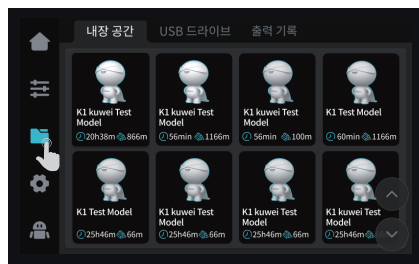 내장 공간 USB 드라이브 출력 기록
K1 kuwei Test Model
20h38m 866m
K1 kuwei Test Model
56min 1166m
K1 kuwei Test Model
56min 100m
K1 Test Model
60min 1166m
K1 Test Model
25h46m 66m
K1 kuwei Test Model
25h46m 66m
K1 kuwei Test Model
25h46m 66m
K1 kuwei Test Model
25h46m 66m